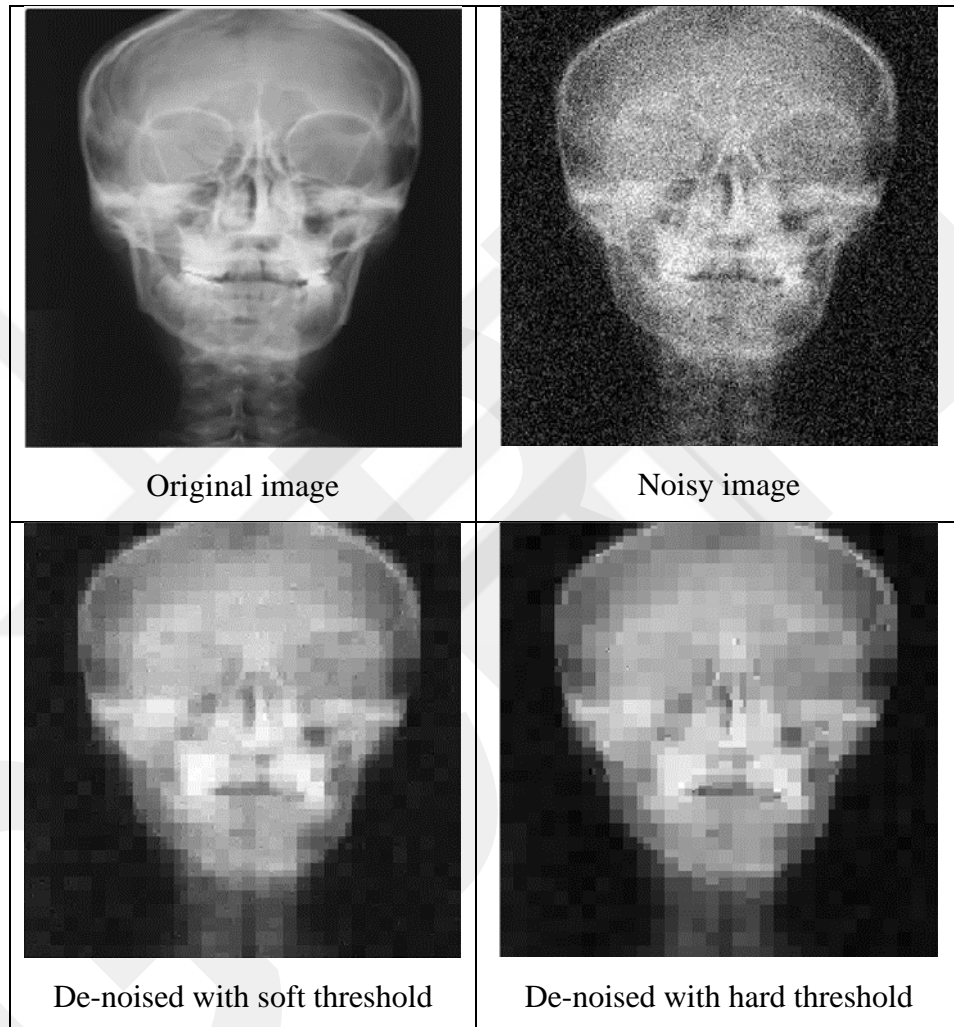 Original image
Noisy image
De-noised with soft threshold
De-noised with hard threshold